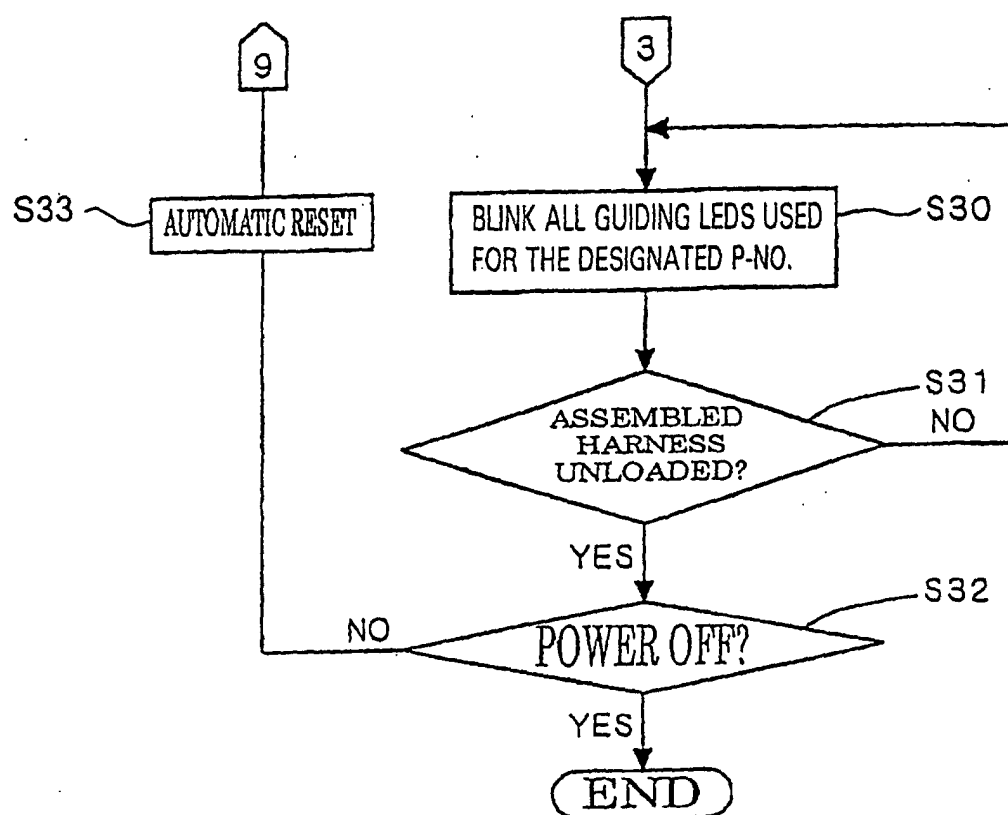 9
3
S33
AUTOMATIC RESET
BLINK ALL GUIDING LEDS USED
FOR THE DESIGNATED P-NO.
S30
S31
ASSEMBLED
HARNESS
UNLOADED?
NO
YES
S32
NO
POWER OFF?
YES
END